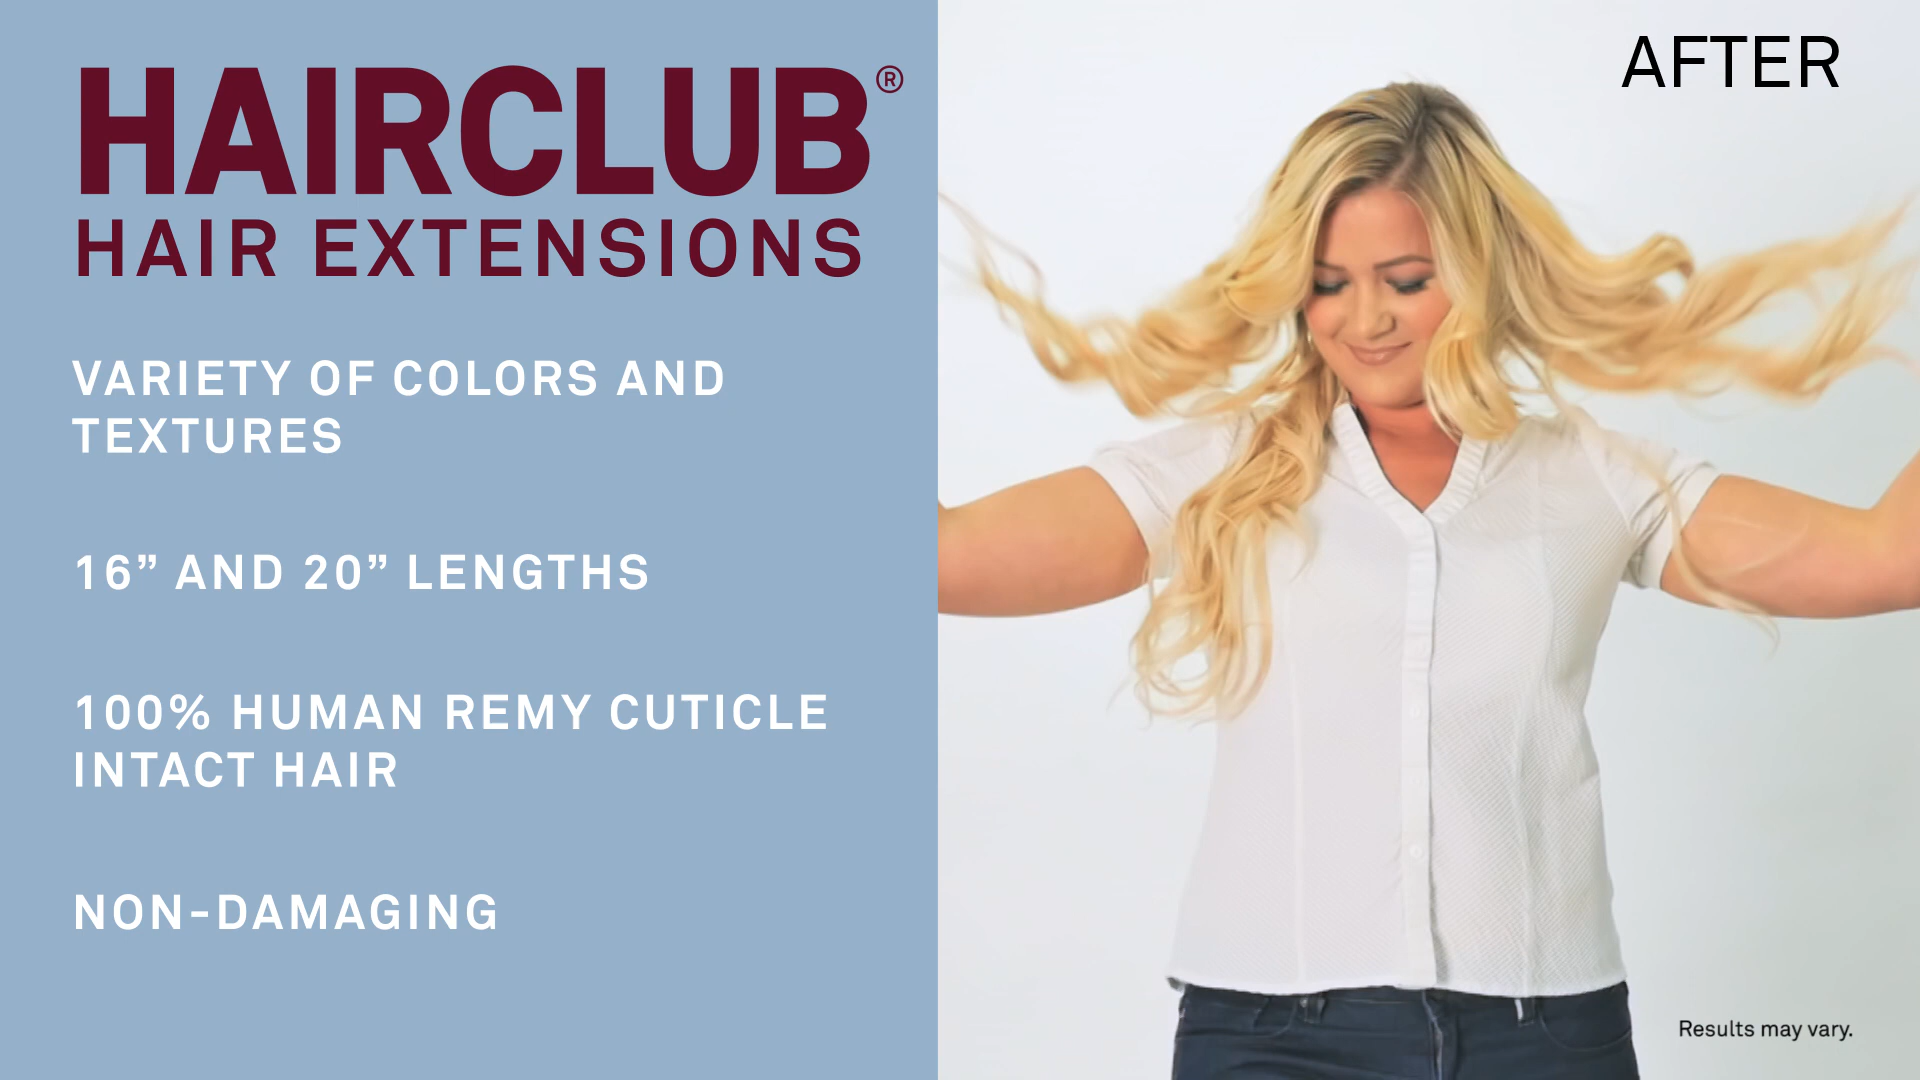 HAIRCLUB®
HAIR EXTENSIONS
VARIETY OF COLORS AND
TEXTURES
16” AND 20” LENGTHS
100% HUMAN REMY CUTICLE
INTACT HAIR
NON-DAMAGING
AFTER
Results may vary.